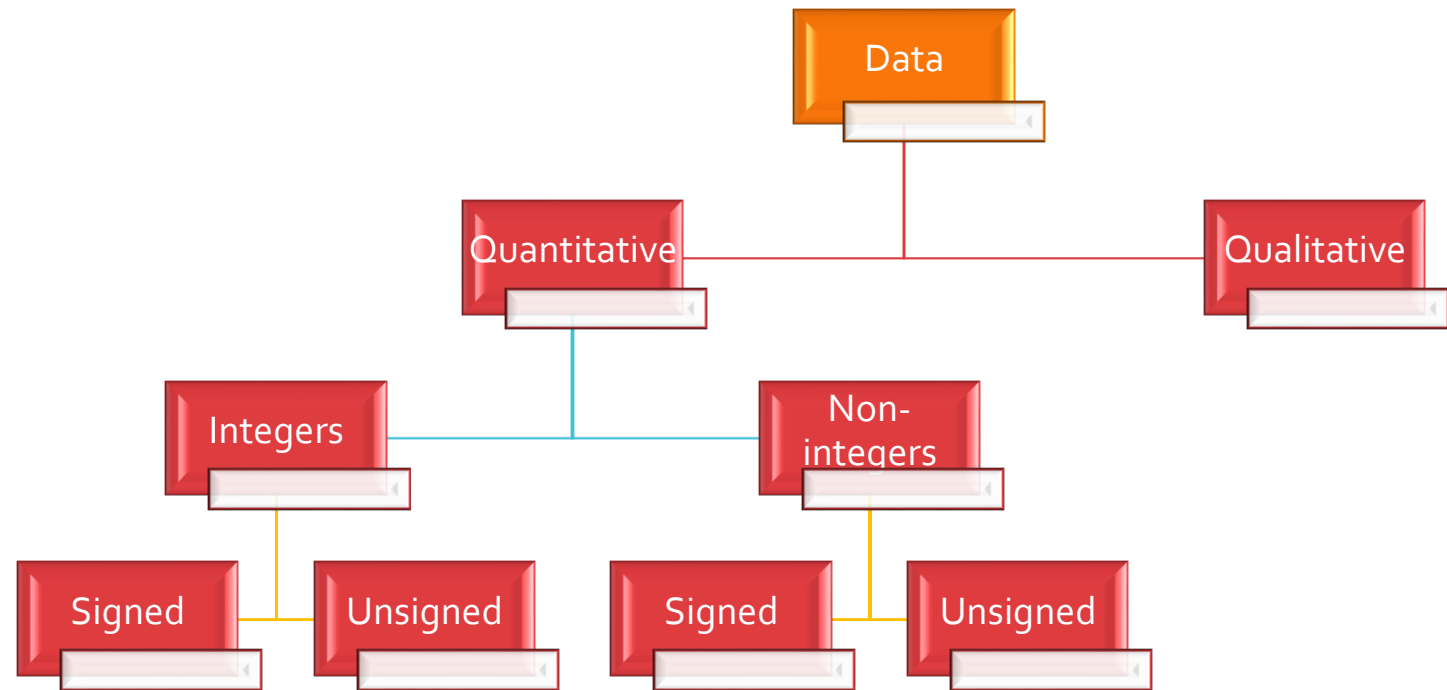 Data
Quantitative
Qualitative
Integers
Non-
integers
Signed
Unsigned
Signed
Unsigned